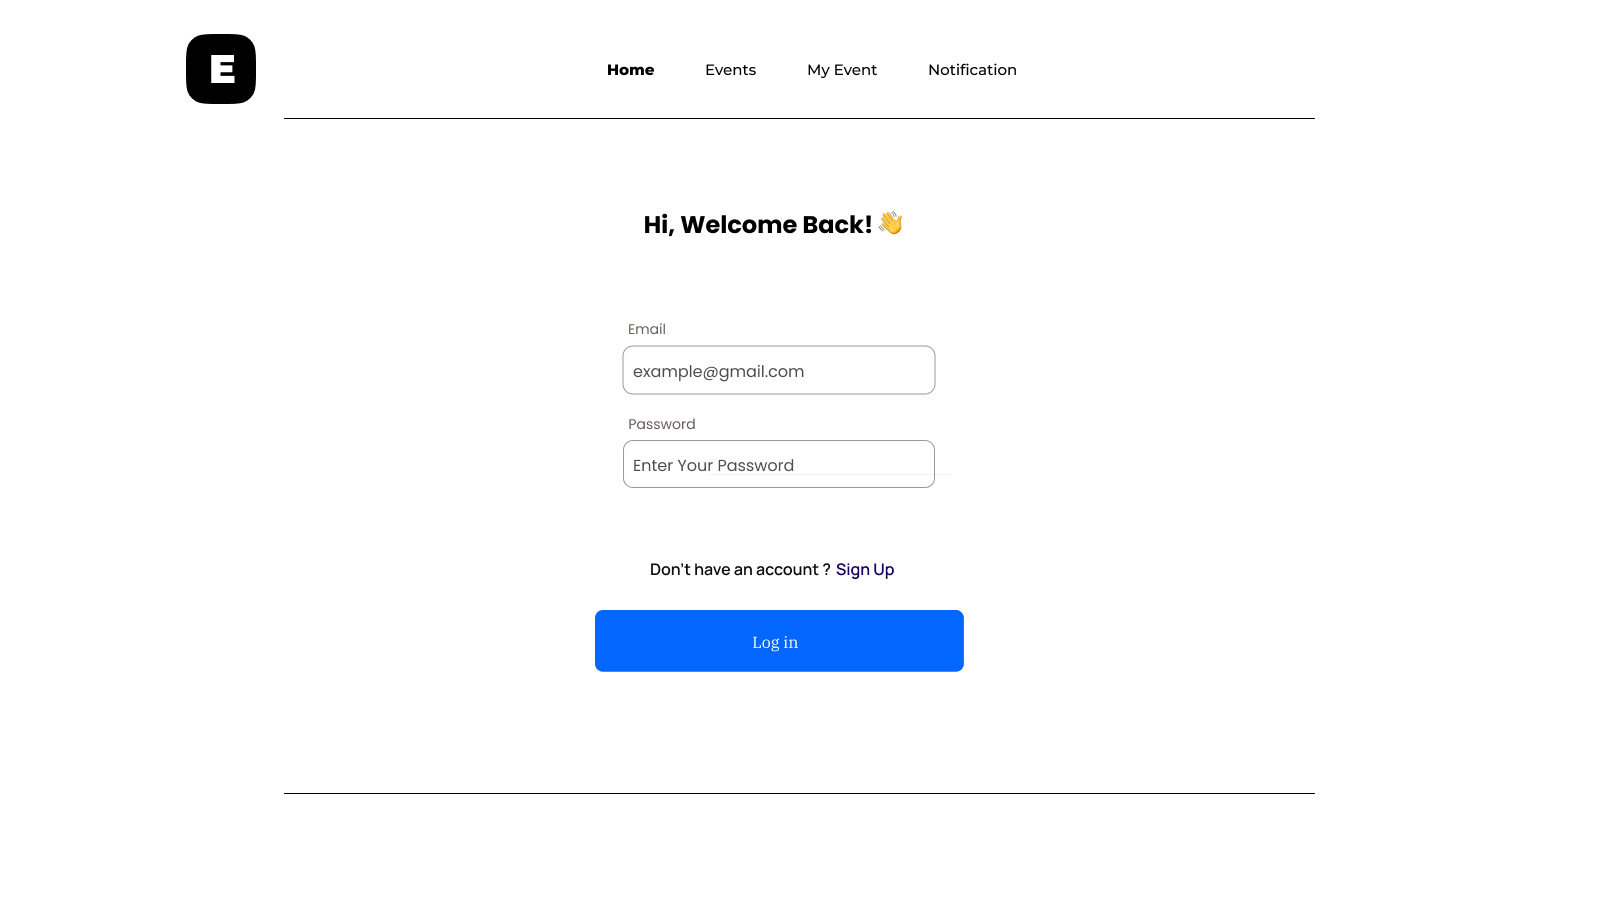 E
Home Events My Event Notification
Hi, Welcome Back! 👋
Email
example@gmail.com
Password
Enter Your Password
Don't have an account ? Sign Up
Log in